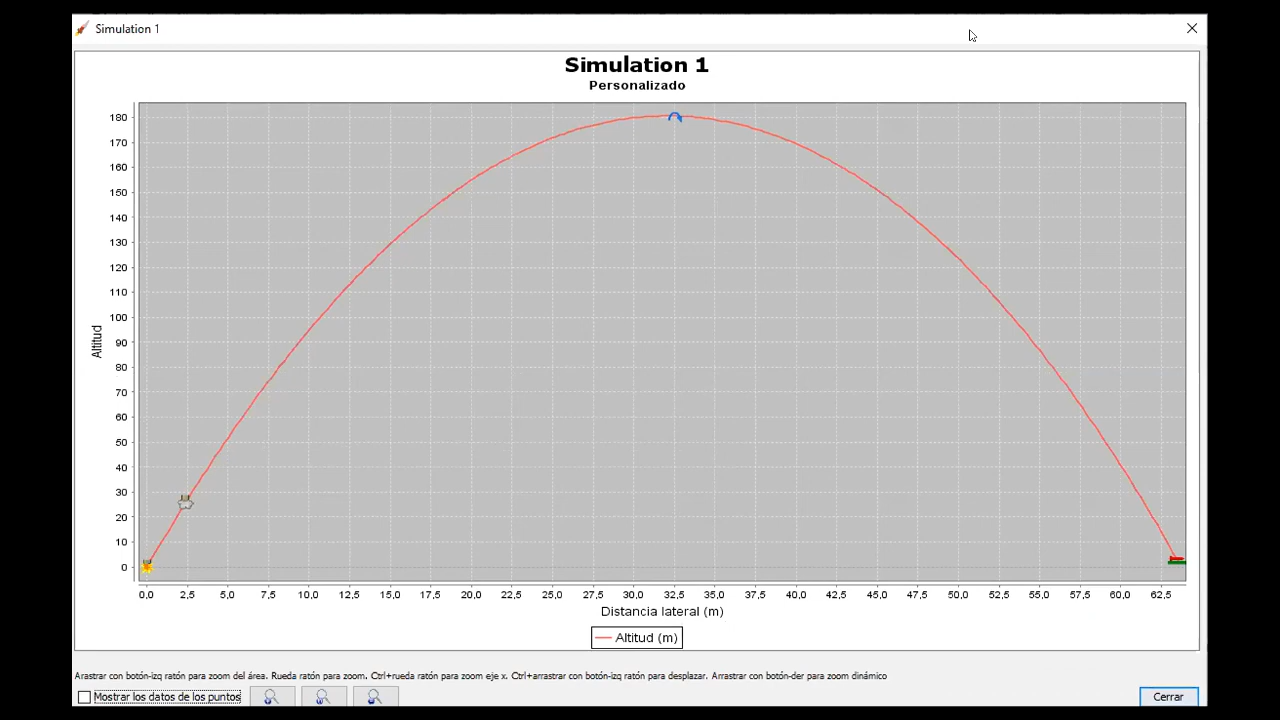 Simulation 1
Simulation 1
Personalizado
180
170
160
150
140
130
120
110
100
90
80
70
60
50
40
30
20
10
0
Altitud
0,0 2,5 5,0 7,5 10,0 12,5 15,0 17,5 20,0 22,5 25,0 27,5 30,0 32,5 35,0 37,5 40,0 42,5 45,0 47,5 50,0 52,5 55,0 57,5 60,0 62,5
Distancia lateral (m)
Altitud (m)
Arastrar con botón-izq ratón para zoom del área. Rueda ratón para zoom. Ctrl+rueda ratón para zoom eje x. Ctrl+arrastrar con botón-izq ratón para desplazar. Arrastrar con botón-der para zoom dinámico
Mostrar los datos de los puntos
Cerrar